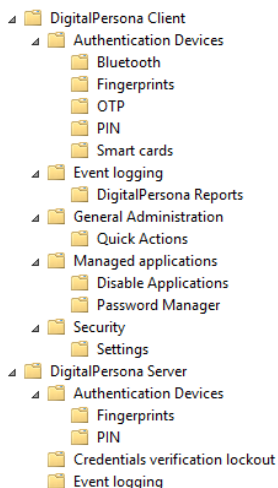 DigitalPersona Client
Authentication Devices
Bluetooth
Fingerprints
OTP
PIN
Smart cards
Event logging
DigitalPersona Reports
General Administration
Quick Actions
Managed applications
Disable Applications
Password Manager
Security
Settings
DigitalPersona Server
Authentication Devices
Fingerprints
PIN
Credentials verification lockout
Event logging